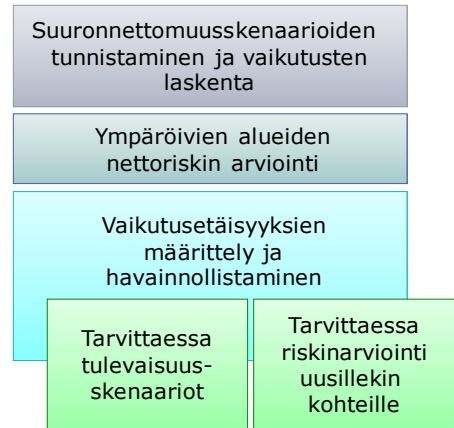 Suuronnettomuusskenaarioiden
tunnistaminen ja vaikutusten
laskenta
Ympäröivien alueiden
nettoriskin arviointi
Vaikutusetäisyyksien
määrittely ja
havainnollistaminen
Tarvittaessa
tulevaisuus-
skenaariot
Tarvittaessa
riskinarviointi
uusillekin
kohteille